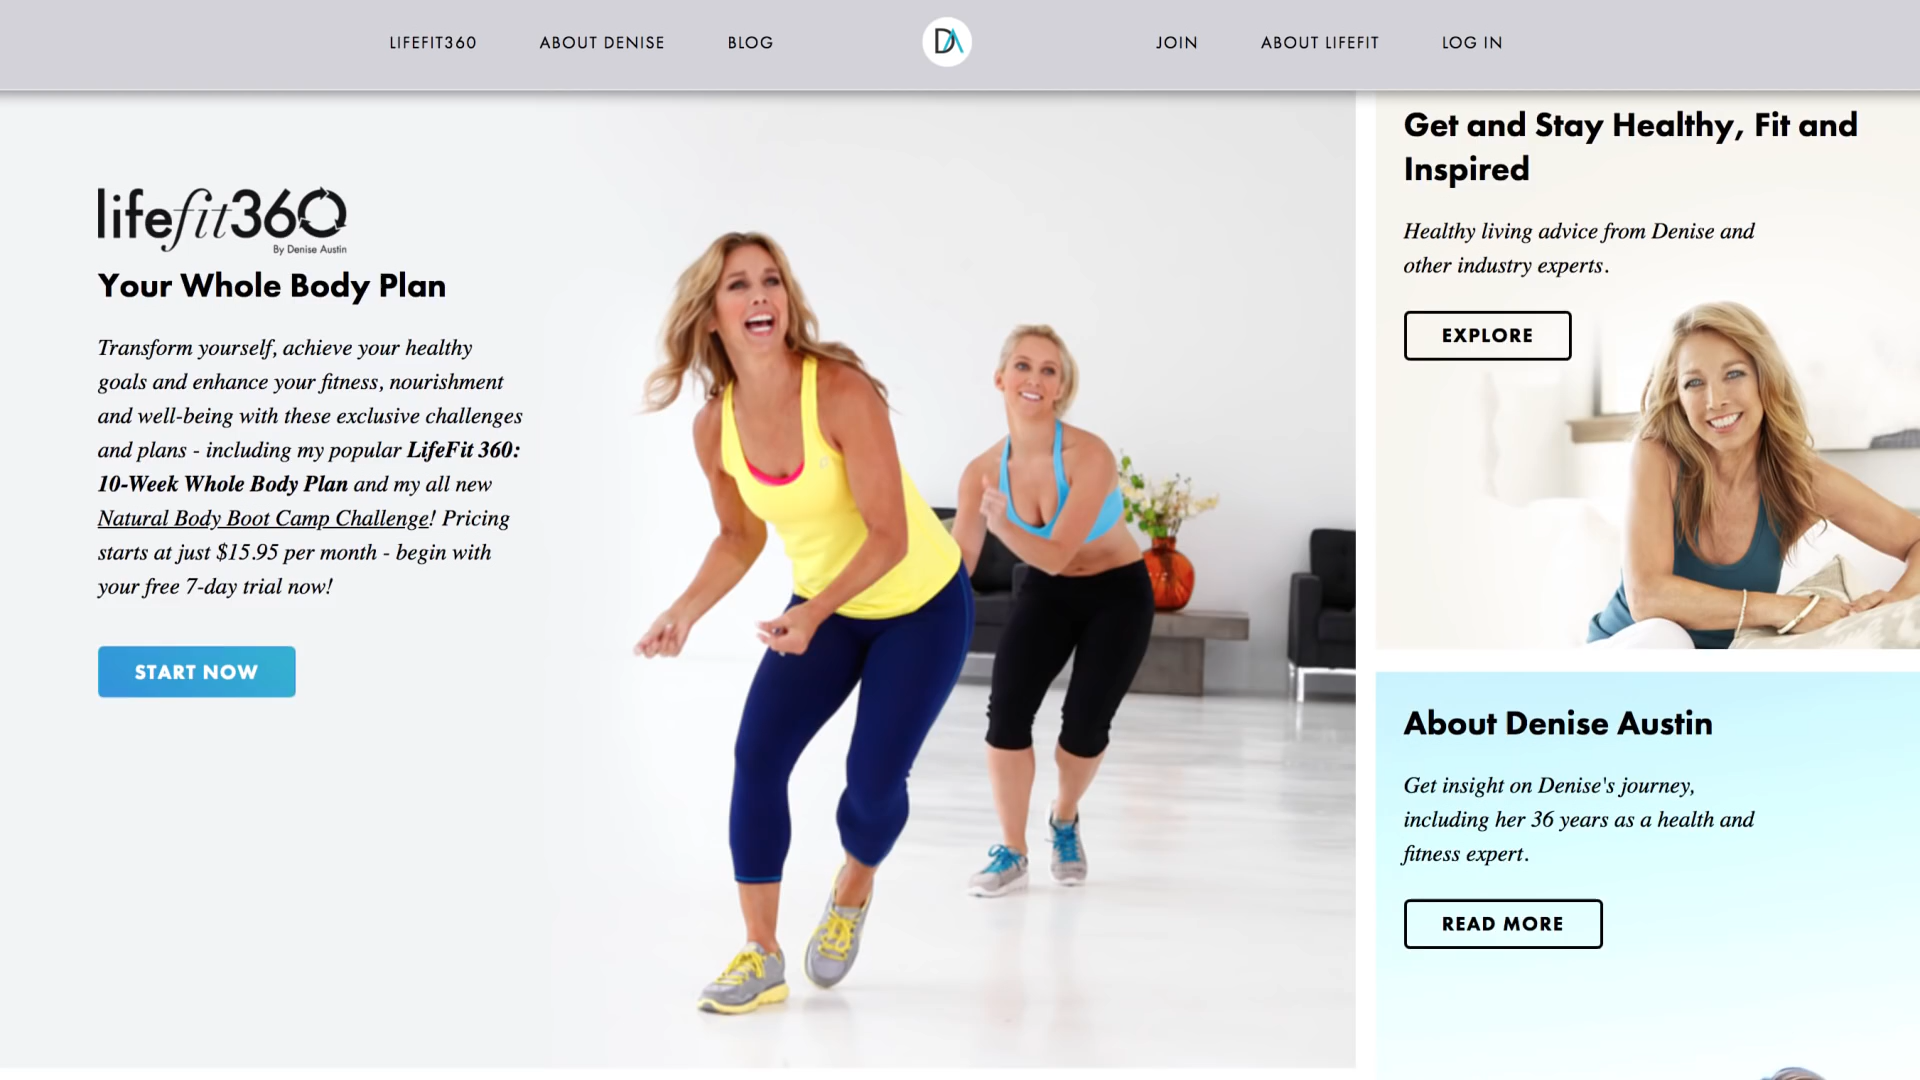 LIFEFIT360
ABOUT DENISE
BLOG
DA
JOIN
ABOUT LIFEFIT
LOG IN
lifefit360
By Denise Austin
Your Whole Body Plan
Transform yourself, achieve your healthy
goals and enhance your fitness, nourishment
and well-being with these exclusive challenges
and plans - including my popular LifeFit 360:
10-Week Whole Body Plan and my all new
Natural Body Boot Camp Challenge! Pricing
starts at just $15.95 per month - begin with
your free 7-day trial now!
START NOW
Get and Stay Healthy, Fit and
Inspired
Healthy living advice from Denise and
other industry experts.
EXPLORE
About Denise Austin
Get insight on Denise's journey,
including her 36 years as a health and
fitness expert.
READ MORE